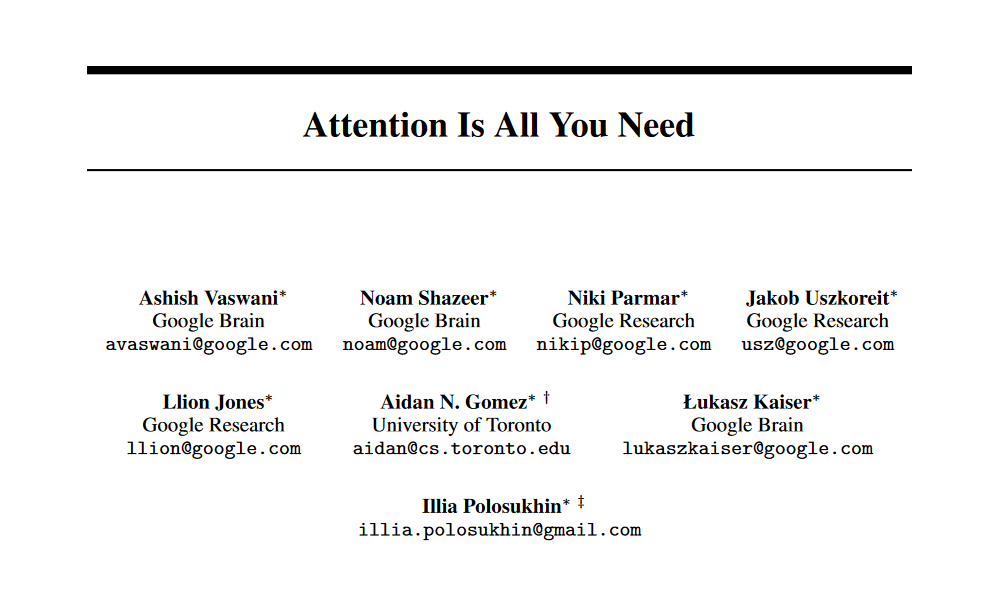 Attention Is All You Need
Ashish Vaswani* Noam Shazeer* Niki Parmar* Jakob Uszkoreit*
Google Brain Google Brain Google Research Google Research
avaswani@google.com noam@google.com nikip@google.com usz@google.com
Llion Jones* Aidan N. Gomez* † Łukasz Kaiser*
Google Research University of Toronto Google Brain
llion@google.com aidan@cs.toronto.edu lukaszkaiser@google.com
Illia Polosukhin* ‡
illia.polosukhin@gmail.com